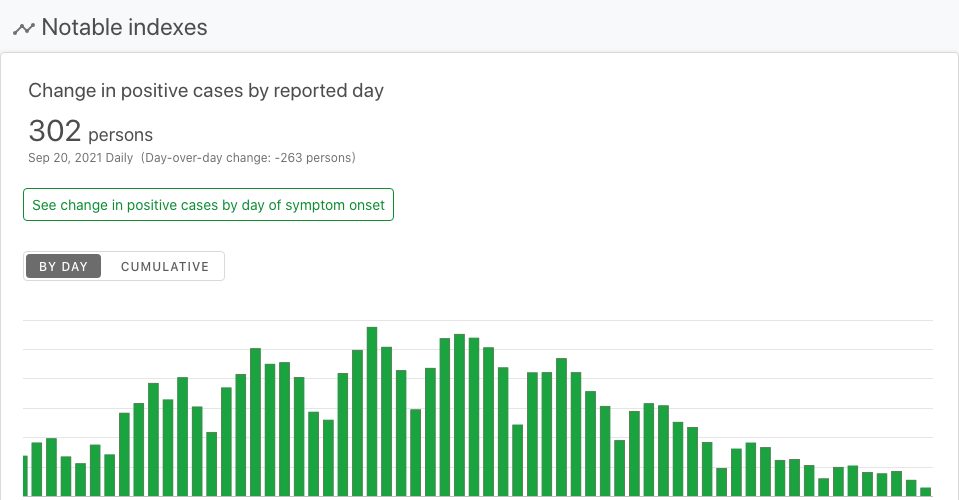 Notable indexes
Change in positive cases by reported day
302 persons
Sep 20, 2021 Daily (Day-over-day change: -263 persons)
See change in positive cases by day of symptom onset
BY DAY CUMULATIVE